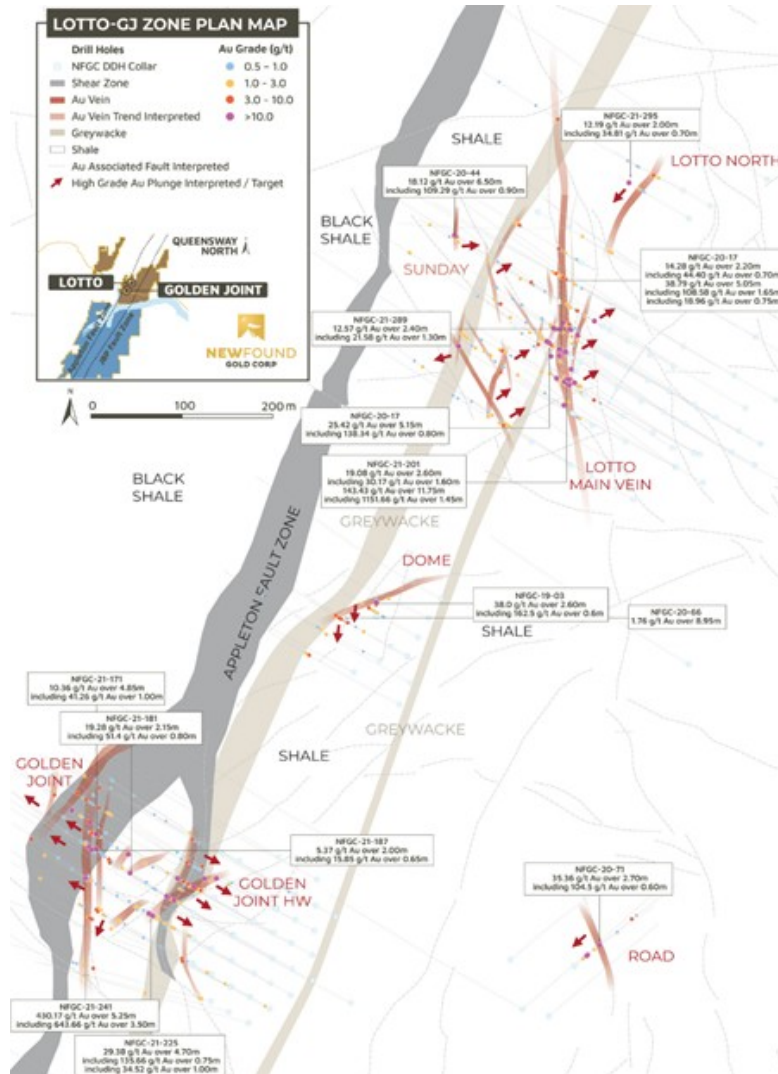 LOTTO-GJ ZONE PLAN MAP
Drill Holes
NFGC DDH Collar
Shear Zone
Au Vein
Au Vein Trend Interpreted
Greywacke
Shale
Au Associated Fault Interpreted
High Grade Au Plunge Interpreted / Target
Au Grade (g/t)
0.5 - 1.0
1.0 - 3.0
3.0 - 10.0
>10.0
QUEENSWAY
NORTH
LOTTO
GOLDEN JOINT
Appleton Fault
JBP Fault Zone
NEWFOUND
GOLD CORP
N
0 100 200 m
SHALE
NFGC-21-295
12.19 g/t Au over 2.00m
including 34.81 g/t Au over 0.70m
LOTTO NORTH
NFGC-20-44
18.12 g/t Au over 6.50m
including 109.29 g/t Au over 0.90m
BLACK
SHALE
SUNDAY
NFGC-20-17
14.28 g/t Au over 2.20m
including 44.40 g/t Au over 0.70m
38.79 g/t Au over 5.05m
including 108.58 g/t Au over 1.65m
including 18.96 g/t Au over 0.75m
NFGC-21-289
12.57 g/t Au over 2.40m
including 21.58 g/t Au over 1.30m
NFGC-20-17
25.42 g/t Au over 5.15m
including 138.34 g/t Au over 0.80m
NFGC-21-201
19.08 g/t Au over 2.60m
including 30.17 g/t Au over 1.60m
143.43 g/t Au over 11.75m
including 1151.66 g/t Au over 1.45m
LOTTO
MAIN VEIN
BLACK
SHALE
GREYWACKE
APPLETON FAULT ZONE
DOME
NFGC-19-03
38.0 g/t Au over 2.60m
including 162.5 g/t Au over 0.6m
NFGC-20-66
1.76 g/t Au over 8.95m
SHALE
NFGC-21-171
10.36 g/t Au over 4.85m
including 41.26 g/t Au over 1.00m
NFGC-21-181
19.28 g/t Au over 2.15m
including 51.4 g/t Au over 0.80m
GREYWACKE
SHALE
GOLDEN
JOINT
NFGC-21-187
5.37 g/t Au over 2.00m
including 15.85 g/t Au over 0.65m
GOLDEN
JOINT HW
NFGC-20-71
35.36 g/t Au over 2.70m
including 104.5 g/t Au over 0.60m
ROAD
NFGC-21-241
430.17 g/t Au over 5.25m
including 643.66 g/t Au over 3.50m
NFGC-21-225
29.38 g/t Au over 4.70m
including 135.66 g/t Au over 0.75m
including 34.52 g/t Au over 1.00m